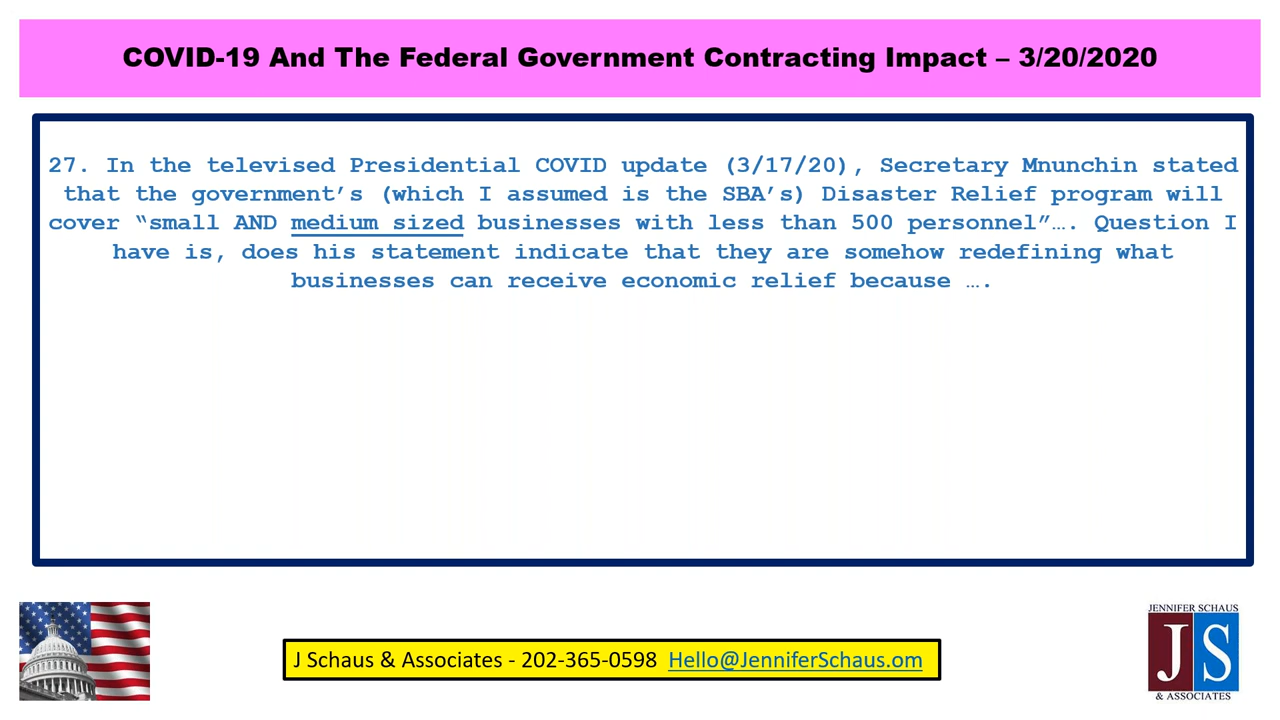 COVID-19 And The Federal Government Contracting Impact – 3/20/2020
27. In the televised Presidential COVID update (3/17/20), Secretary Mnunchin stated
that the government’s (which I assumed is the SBA’s) Disaster Relief program will
cover “small AND medium sized businesses with less than 500 personnel”…. Question I
have is, does his statement indicate that they are somehow redefining what
businesses can receive economic relief because ….
J Schaus & Associates - 202-365-0598 Hello@JenniferSchaus.om
JENNIFER SCHAUS
JS
& ASSOCIATES